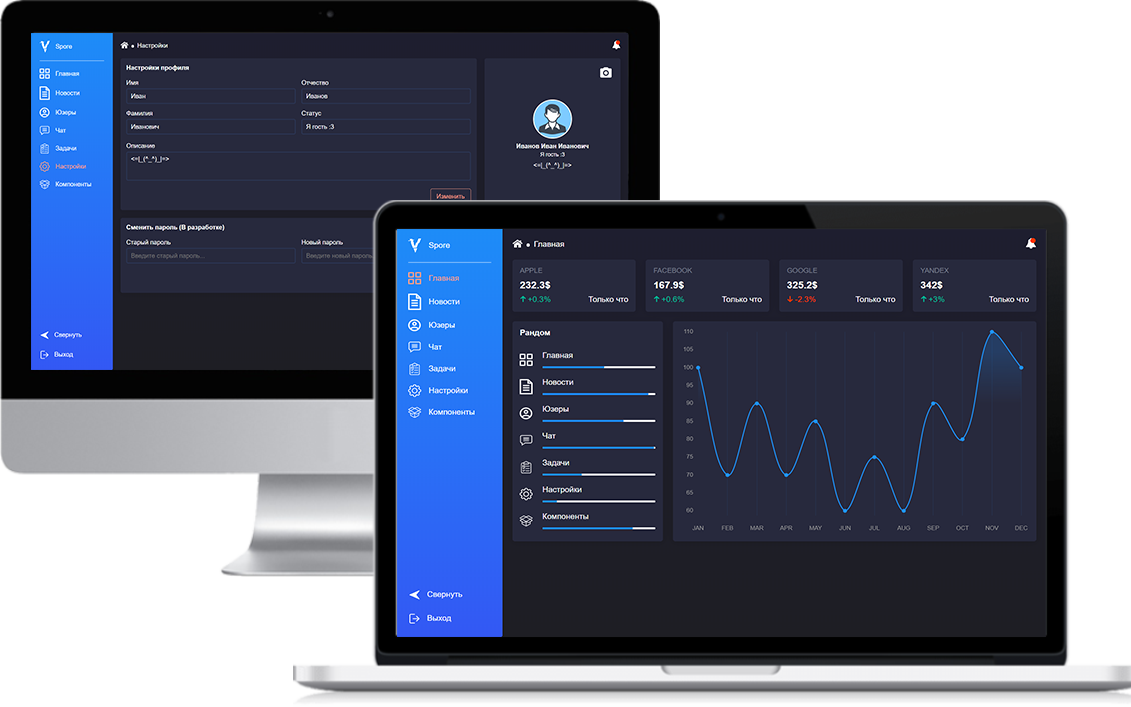 Spore
Главная
Новости
Юзеры
Чат
Задачи
Настройки
Компоненты
Свернуть
Выход
Настройки
Настройки профиля
Имя
Отчество
Иван
Иванов
Фамилия
Статус
Иванович
Я гость :3
Описание
<=|_(^_^)_|=>
Изменить
Иванов Иван Иванович
Я гость :3
<=|_(^_^)_|=>
Сменить пароль (В разработке)
Старый пароль
Новый пароль
Введите старый пароль...
Введите новый пароль
Spore
Главная
Новости
Юзеры
Чат
Задачи
Настройки
Компоненты
Свернуть
Выход
Главная
APPLE
232.3$
+0.3% Только что
FACEBOOK
167.9$
+0.6% Только что
GOOGLE
325.2$
-2.3% Только что
YANDEX
342$
+3% Только что
Рандом
Главная
Новости
Юзеры
Чат
Задачи
Настройки
Компоненты
110
105
100
95
90
85
80
75
70
65
60
JAN FEB MAR APR MAY JUN JUL AUG SEP OCT NOV DEC